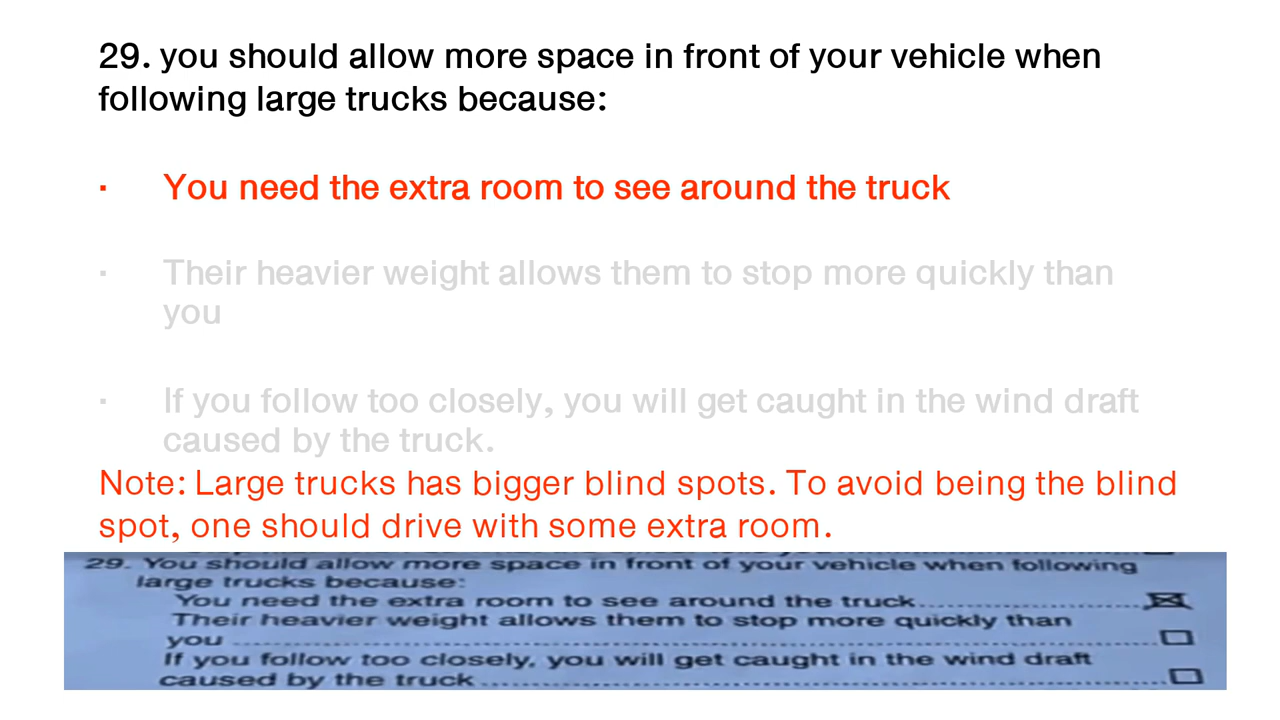 29. you should allow more space in front of your vehicle when
following large trucks because:
· You need the extra room to see around the truck
· Their heavier weight allows them to stop more quickly than
you
· If you follow too closely, you will get caught in the wind draft
caused by the truck.
Note: Large trucks has bigger blind spots. To avoid being the blind
spot, one should drive with some extra room.
29. You should allow more space in front of your vehicle when following
large trucks because:
You need the extra room to see around the truck
Their heavier weight allows them to stop more quickly than
you
If you follow too closely, you will get caught in the wind draft
caused by the truck